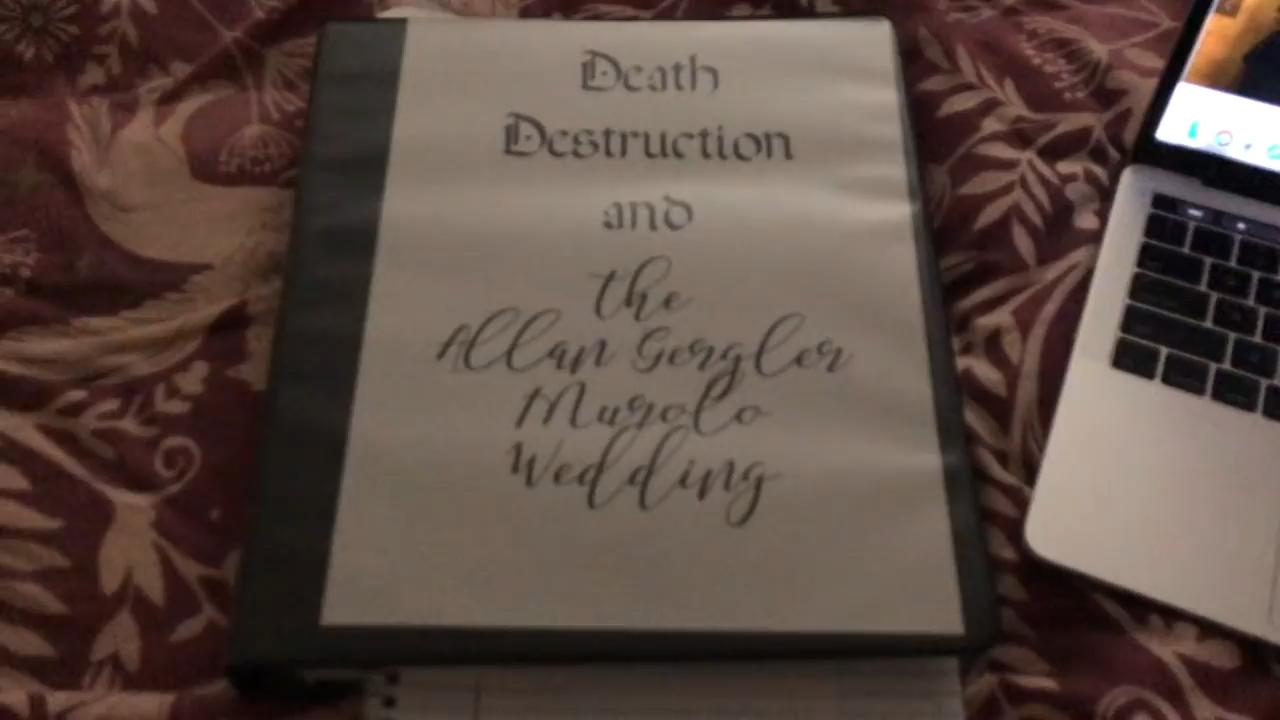 Death
Destruction
and
the
Allan Gergler
Murolo
Wedding